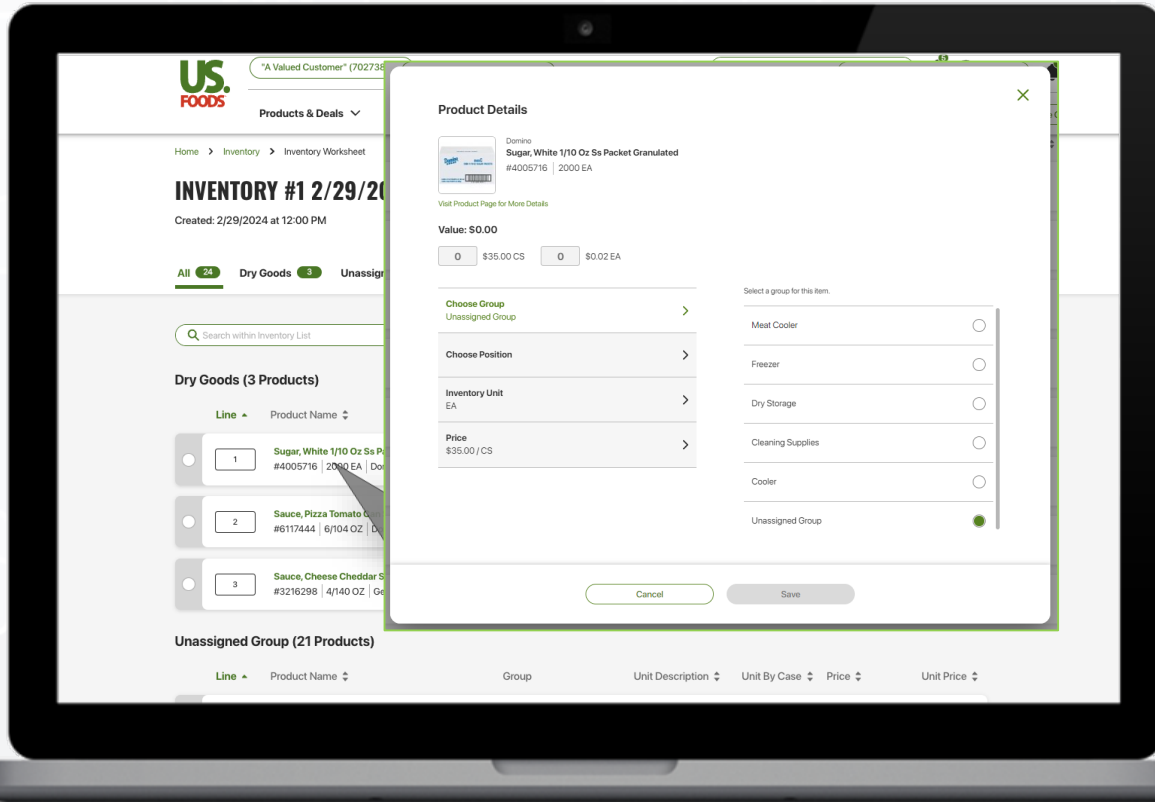 US.
FOODS
"A Valued Customer" (702738
5
Products & Deals
Home > Inventory > Inventory Worksheet
INVENTORY #1 2/29/20
Created: 2/29/2024 at 12:00 PM
All 24 Dry Goods 3 Unassign
Search within Inventory List
Dry Goods (3 Products)
Line Product Name
1
Sugar, White 1/10 Oz Ss Pa
#4005716 | 2000 EA | Dom
2
Sauce, Pizza Tomato
#6117444 | 6/104 OZ |
3
Sauce, Cheese Cheddar S
#3216298 | 4/140 OZ | Ge
Unassigned Group (21 Products)
Line Product Name Group Unit Description Unit By Case Price Unit Price
Product Details
Domino
Sugar, White 1/10 Oz Ss Packet Granulated
#4005716 | 2000 EA
Visit Product Page for More Details
Value: $0.00
0 $35.00 CS 0 $0.02 EA
Choose Group
Unassigned Group
Choose Position
Inventory Unit
EA
Price
$35.00 / CS
Select a group for this item.
Meat Cooler
Freezer
Dry Storage
Cleaning Supplies
Cooler
Unassigned Group
Cancel Save